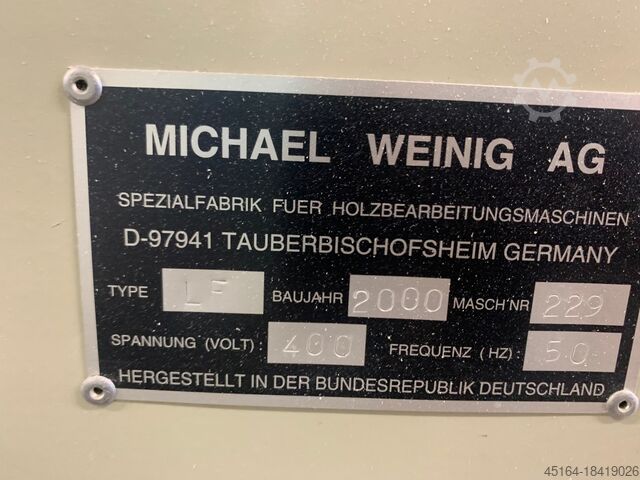 MICHAEL WEINIG AG
SPEZIALFABRIK FUER HOLZBEARBEITUNGSMASCHINEN
D-97941 TAUBERBISCHOFSHEIM GERMANY
TYPE LF BAUJAHR 2000 MASCH'NR 229
SPANNUNG (VOLT): 400 FREQUENZ (HZ) : 50
HERGESTELLT IN DER BUNDESREPUBLIK DEUTSCHLAND
45164-18419026